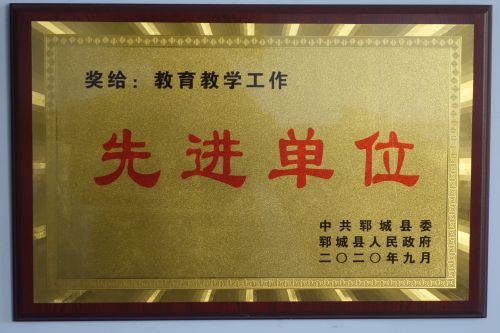 奖给：教育教学工作
先进单位
中共郓城县委
郓城县人民政府
二〇二〇年九月